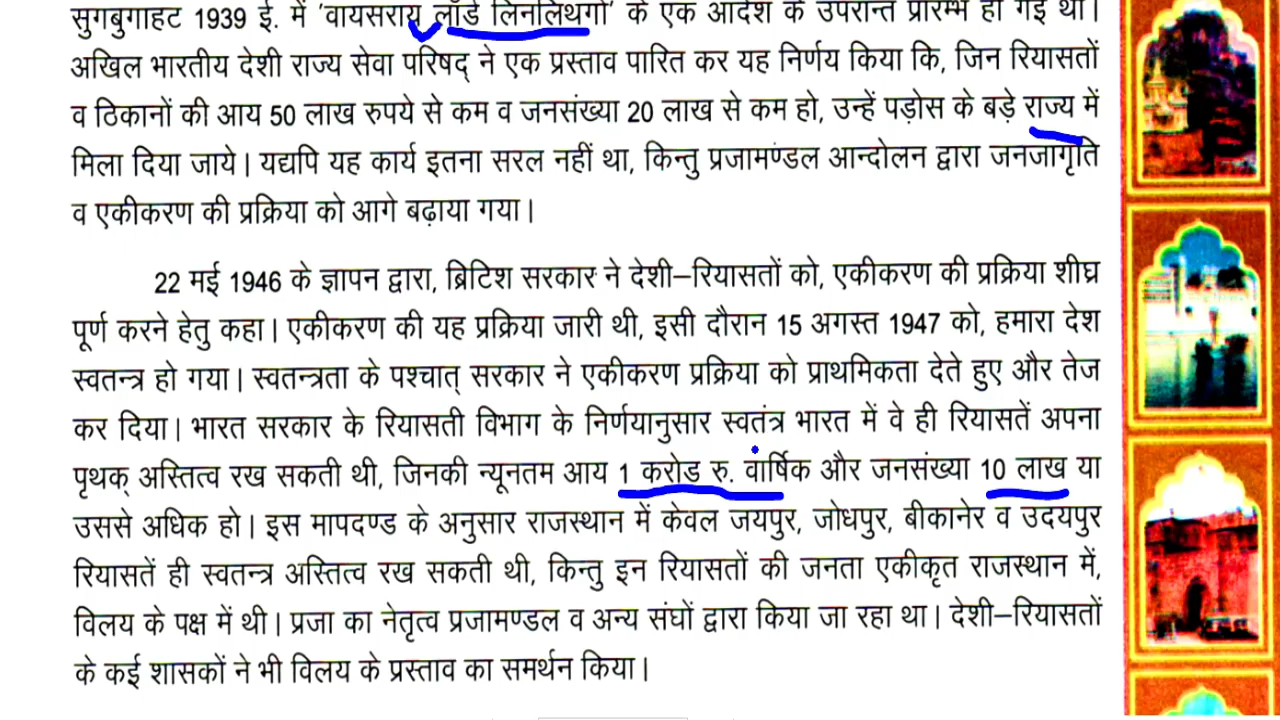 सुगबुगाहट 1939 ई. में 'वायसराय लॉर्ड लिनलिथगो' के एक आदेश के उपरान्त प्रारम्भ हो गई थी।
अखिल भारतीय देशी राज्य सेवा परिषद् ने एक प्रस्ताव पारित कर यह निर्णय किया कि, जिन रियासतों
व ठिकानों की आय 50 लाख रुपये से कम व जनसंख्या 20 लाख से कम हो, उन्हें पड़ोस के बड़े राज्य में
मिला दिया जाये। यद्यपि यह कार्य इतना सरल नहीं था, किन्तु प्रजामण्डल आन्दोलन द्वारा जनजागृति
व एकीकरण की प्रक्रिया को आगे बढ़ाया गया।
22 मई 1946 के ज्ञापन द्वारा, ब्रिटिश सरकार ने देशी–रियासतों को, एकीकरण की प्रक्रिया शीघ्र
पूर्ण करने हेतु कहा। एकीकरण की यह प्रक्रिया जारी थी, इसी दौरान 15 अगस्त 1947 को, हमारा देश
स्वतन्त्र हो गया। स्वतन्त्रता के पश्चात् सरकार ने एकीकरण प्रक्रिया को प्राथमिकता देते हुए और तेज
कर दिया। भारत सरकार के रियासती विभाग के निर्णयानुसार स्वतंत्र भारत में वे ही रियासतें अपना
पृथक् अस्तित्व रख सकती थी, जिनकी न्यूनतम आय 1 करोड रु. वार्षिक और जनसंख्या 10 लाख या
उससे अधिक हो। इस मापदण्ड के अनुसार राजस्थान में केवल जयपुर, जोधपुर, बीकानेर व उदयपुर
रियासतें ही स्वतन्त्र अस्तित्व रख सकती थी, किन्तु इन रियासतों की जनता एकीकृत राजस्थान में,
विलय के पक्ष में थी। प्रजा का नेतृत्व प्रजामण्डल व अन्य संघों द्वारा किया जा रहा था। देशी–रियासतों
के कई शासकों ने भी विलय के प्रस्ताव का समर्थन किया।